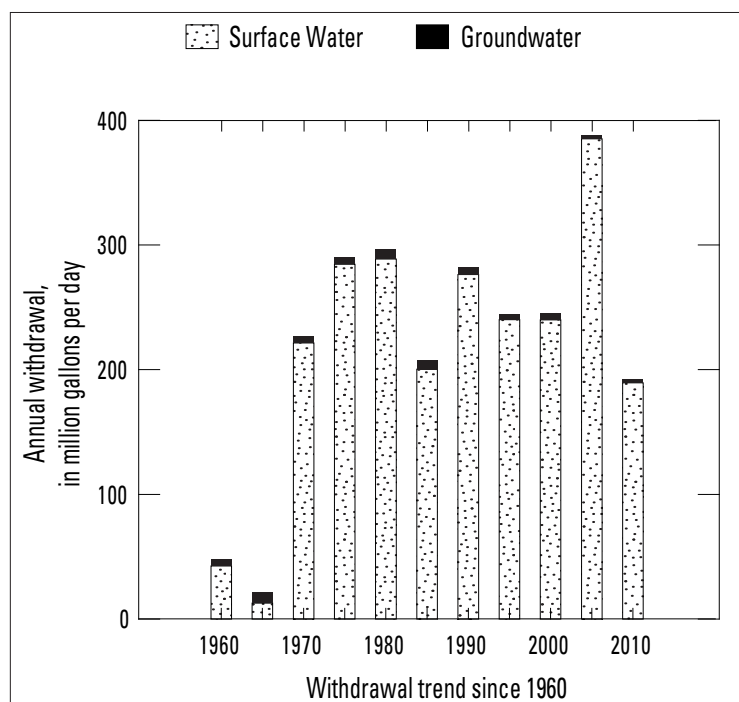 Surface Water Groundwater
400
300
200
100
0
Annual withdrawal,
in million gallons per day
1960 1970 1980 1990 2000 2010
Withdrawal trend since 1960